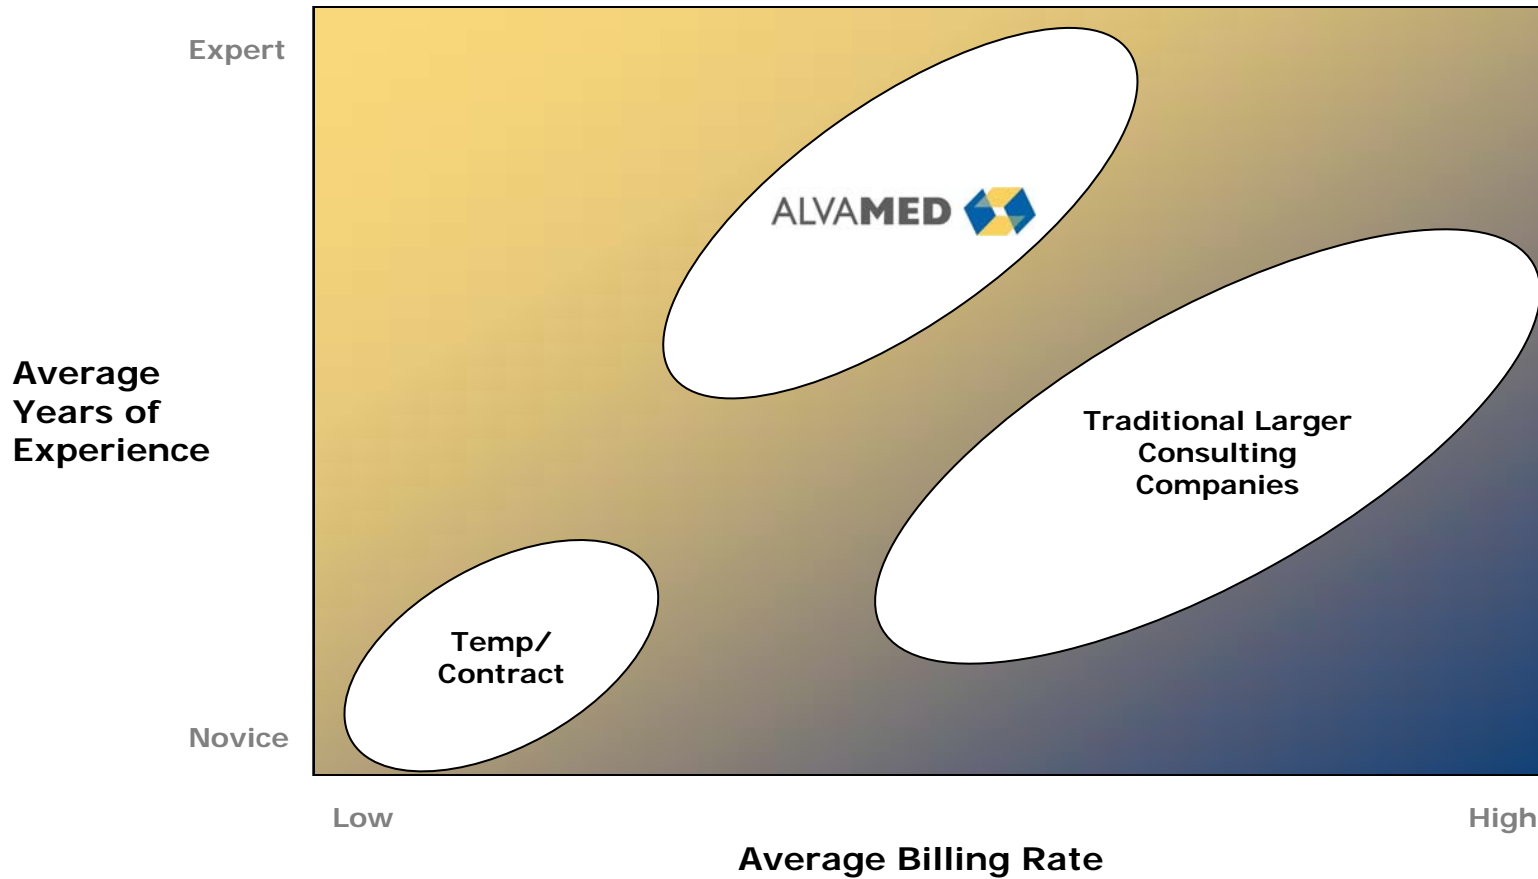 Expert
ALVAMED
Average
Years of
Experience
Traditional Larger
Consulting
Companies
Temp/
Contract
Novice
Low
High
Average Billing Rate